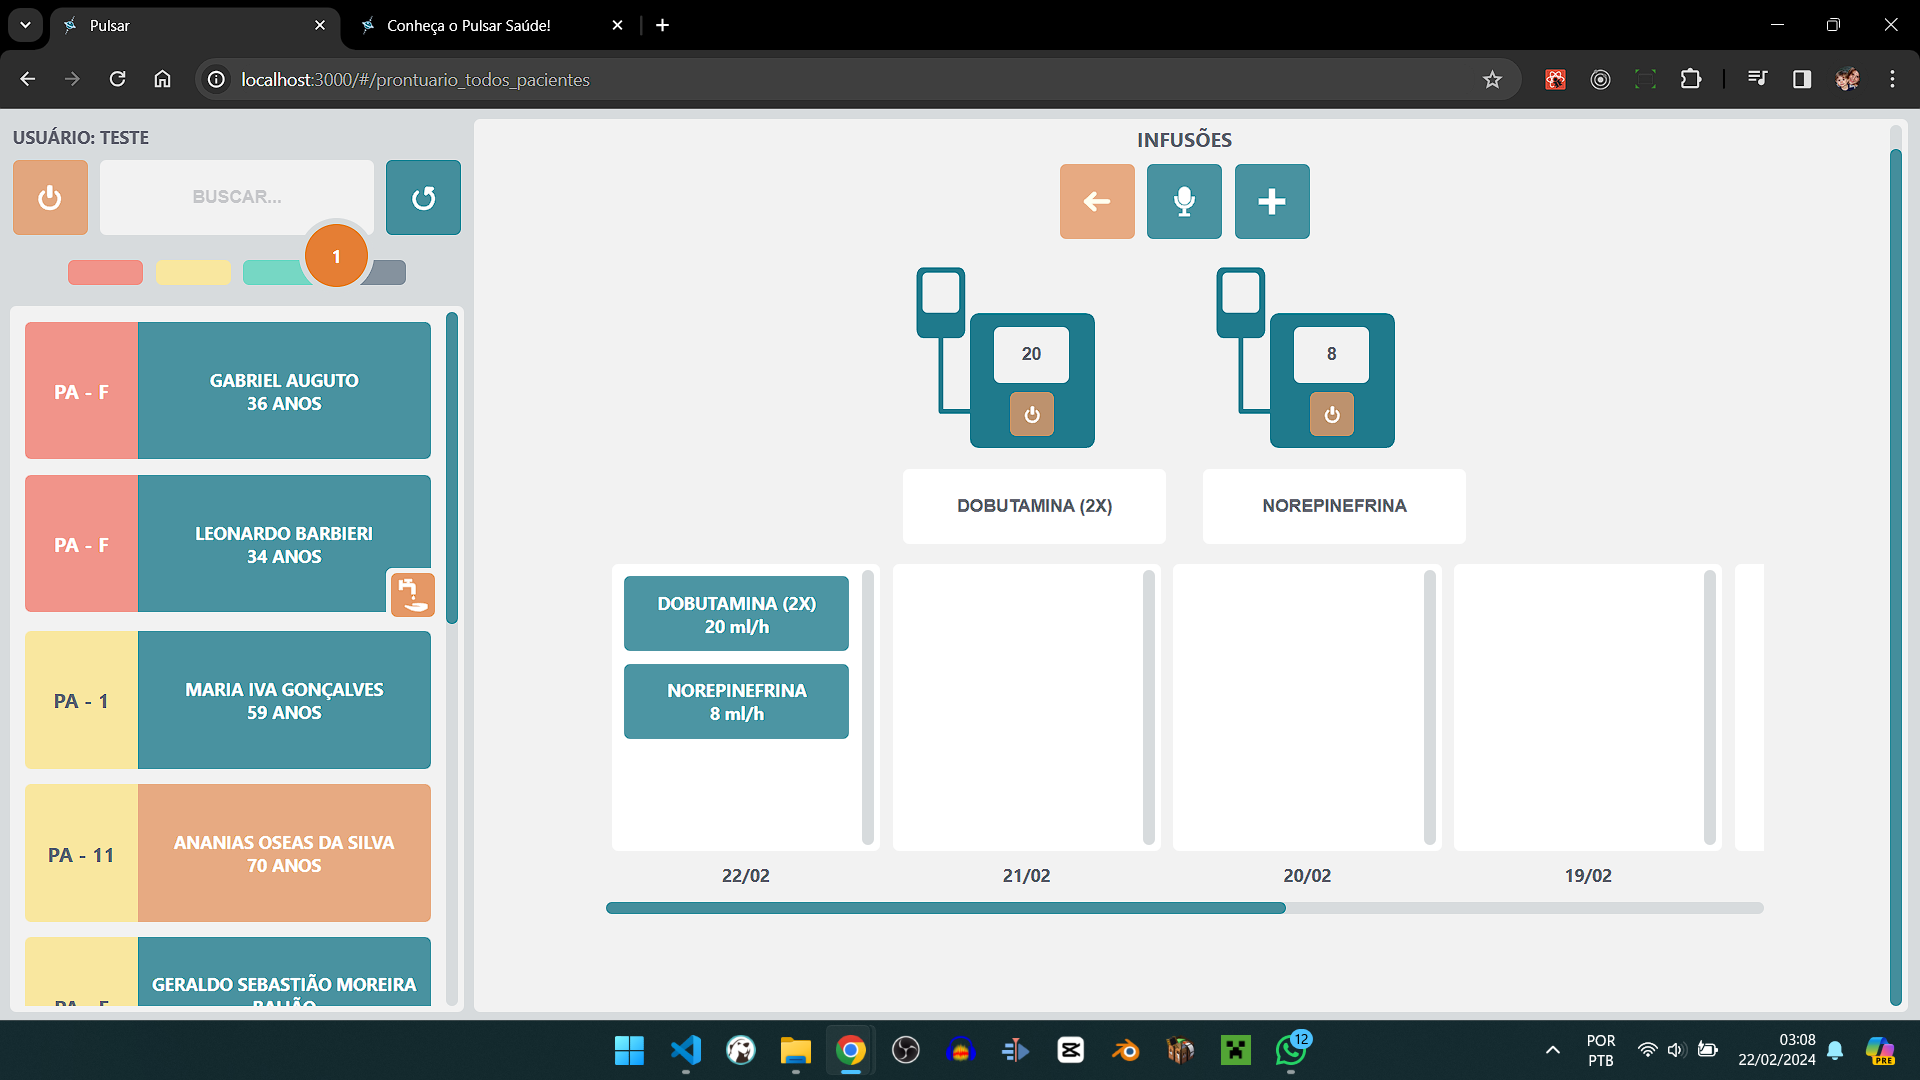 Pulsar
Conheça o Pulsar Saúde!
localhost:3000/#/prontuario_todos_pacientes
USUÁRIO: TESTE
BUSCAR...
1
PA - F
GABRIEL AUGUTO
36 ANOS
PA - F
LEONARDO BARBIERI
34 ANOS
PA - 1
MARIA IVA GONÇALVES
59 ANOS
PA - 11
ANANIAS OSEAS DA SILVA
70 ANOS
GERALDO SEBASTIÃO MOREIRA
INFUSÕES
20
8
DOBUTAMINA (2X)
NOREPINEFRINA
DOBUTAMINA (2X)
20 ml/h
NOREPINEFRINA
8 ml/h
22/02
21/02
20/02
19/02
12
POR
PTB
03:08
22/02/2024
PRE